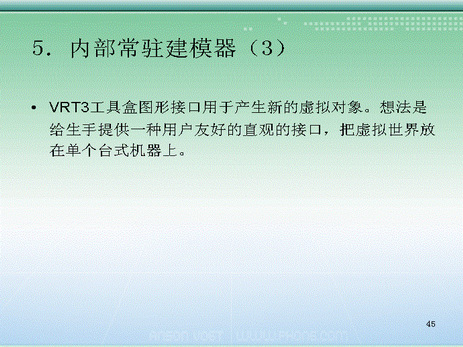 5. 内部常驻建模器（3）
• VRT3工具盒图形接口用于产生新的虚拟对象。想法是
给生手提供一种用户友好的直观的接口，把虚拟世界放
在单个台式机器上。
45